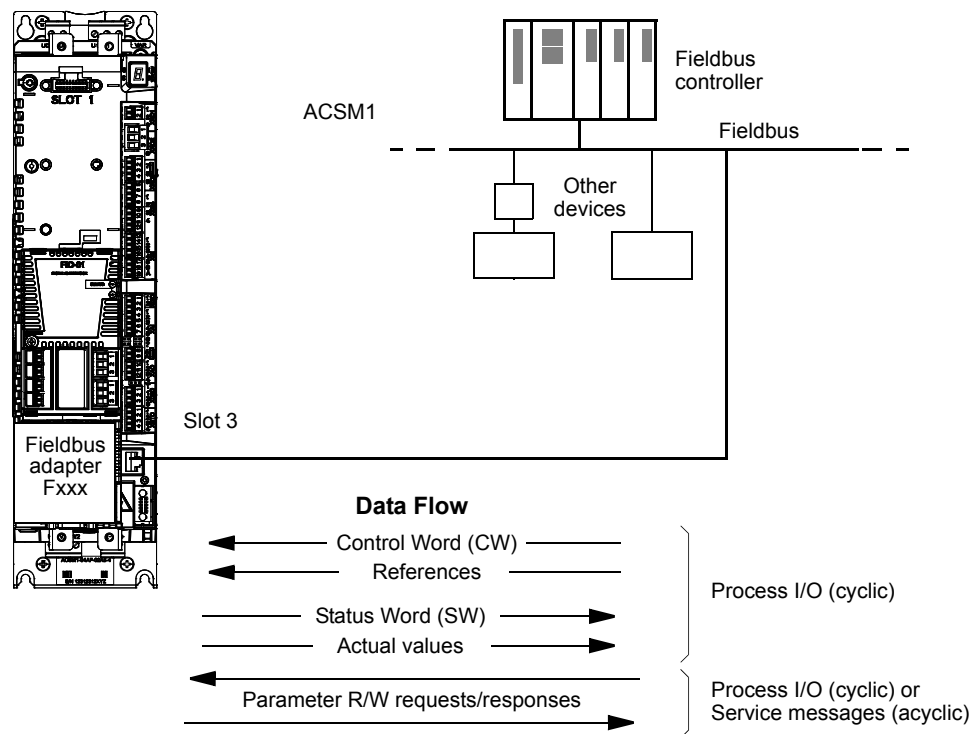 SLOT 1
Fieldbus
controller
ACSM1
Fieldbus
Other
devices
Slot 3
Fieldbus
adapter
Fxxx
Data Flow
Control Word (CW)
References
Process I/O (cyclic)
Status Word (SW)
Actual values
Parameter R/W requests/responses
Process I/O (cyclic) or
Service messages (acyclic)